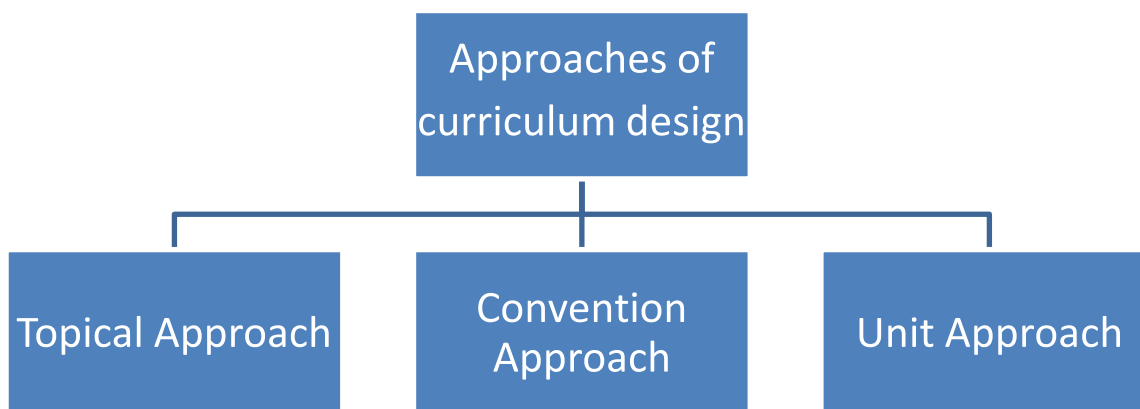 Approaches of
curriculum design
Topical Approach
Convention
Approach
Unit Approach